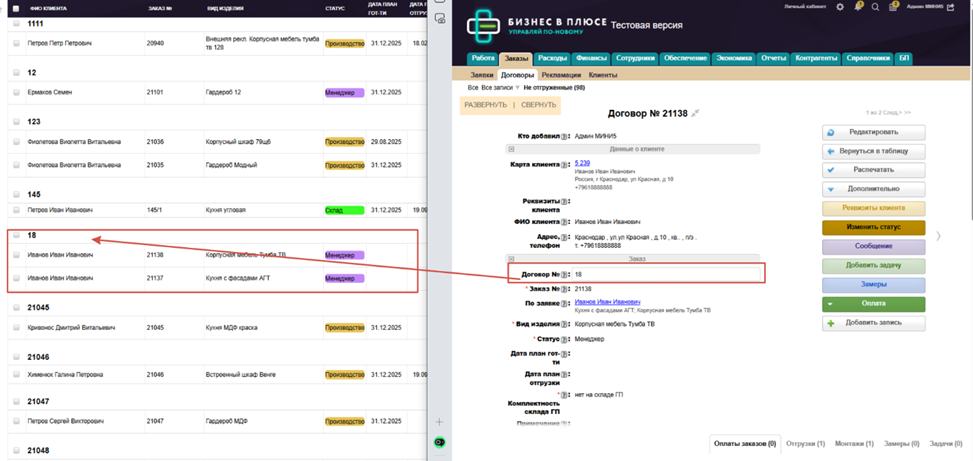 ФИО КЛИЕНТА ЗАКАЗ № ВИД ИЗДЕЛИЯ СТАТУС ДАТА ПЛАН ГОТ-ТИ ДАТА П ОТГРУЗ
1111
Петров Петр Петрович 20940 Внешняя рекл. Корпусная мебель тумба тв 128 Производство 31.12.2025 18.02
12
Ермаков Семен 21101 Гардероб 12 Менеджер 31.12.2025
123
Фиолетова Виолетта Витальевна 21036 Корпусный шкаф 79щб Производство 29.08.2025
Фиолетова Виолетта Витальевна 21035 Гардероб Модный Производство 31.12.2025
145
Петров Иван Иванович 145/1 Кухня угловая Склад 31.12.2025 19.09
18
Иванов Иван Иванович 21138 Корпусная мебель Тумба ТВ Менеджер
Иванов Иван Иванович 21137 Кухня с фасадами АГТ Менеджер
21045
Кривонос Дмитрий Витальевич 21045 Кухня МДФ краска Производство 31.12.2025
21046
Хименюк Галина Петровна 21046 Встроенный шкаф Венге Производство 31.12.2025 19.09
21047
Петров Сергей Викторович 21047 Гардероб МДФ Производство 31.12.2025
21048
Личный кабинет Админ МИНИ5
БИЗНЕС В ПЛЮСЕ
УПРАВЛЯЙ ПО-НОВОМУ
Тестовая версия
Работа Заказы Расходы Финансы Сотрудники Обеспечение Экономика Отчеты Контрагенты Справочники БП
Заявки Договоры Рекламации Клиенты
Все Все записи Не отгруженные (98)
РАЗВЕРНУТЬ | СВЕРНУТЬ
Договор № 21138
1 из 2 След.> >>
Кто добавил ?: Админ МИНИ5
Данные о клиенте
Карта клиента ?: 5 239
Иванов Иван Иванович
Россия, г Краснодар, ул Красная, д 10
+79618888888
Реквизиты ?:
клиента
ФИО клиента ?: Иванов Иван Иванович
Адрес, ?: Краснодар , ул.ул Красная , д.10 , кв. , п/э .
телефон т. +79618888888
Заказ
Договор № ?: 18
* Заказ № ?: 21138
По заявке ?: Иванов Иван Иванович
Кухня с фасадами АГТ; Корпусная мебель Тумба ТВ
* Вид изделия ?: Корпусная мебель Тумба ТВ
* Статус ?: Менеджер
Дата план гот- ?:
ти
Дата план ?:
отгрузки
* ?: нет на складе ГП
Комплектность
склада ГП
Примечание ?:
Редактировать
Вернуться в таблицу
Распечатать
Дополнительно
Реквизиты клиента
Изменить статус
Сообщение
Добавить задачу
Замеры
Оплата
Добавить запись
Оплаты заказов (0) Отгрузки (1) Монтажи (1) Замеры (0) Задачи (0)